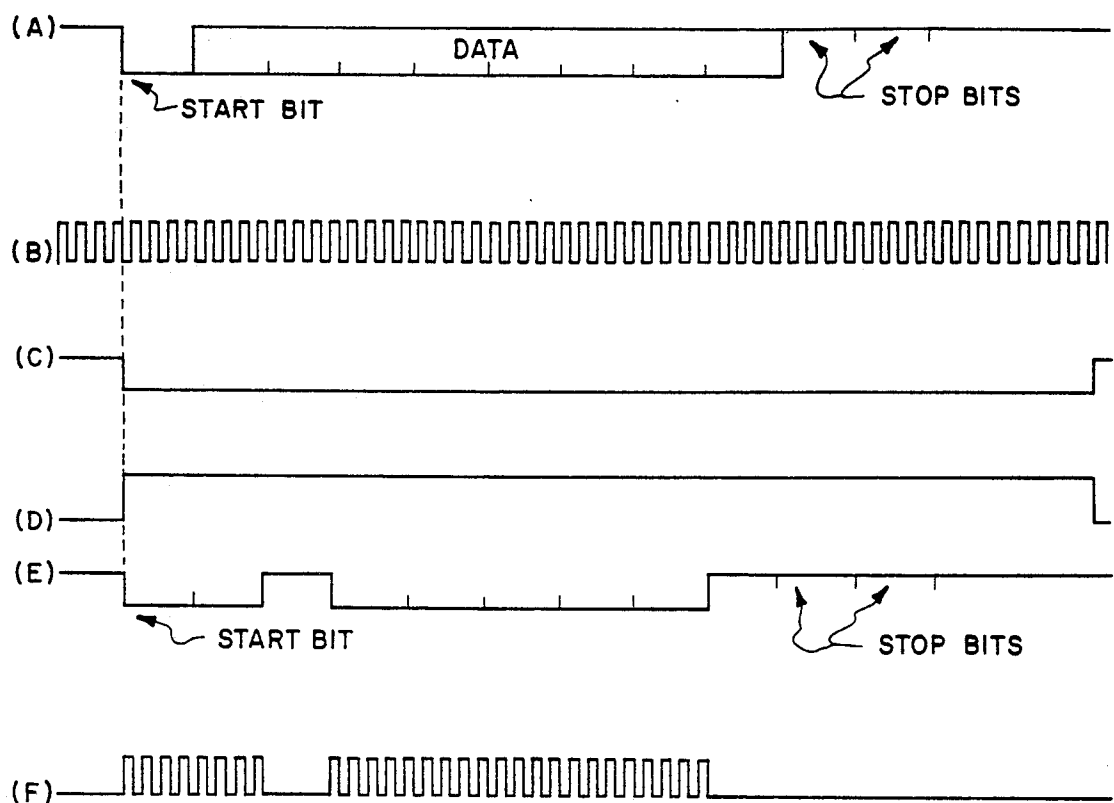 (A)
DATA
START BIT
STOP BITS
(B)
(C)
(D)
(E)
START BIT
STOP BITS
(F)